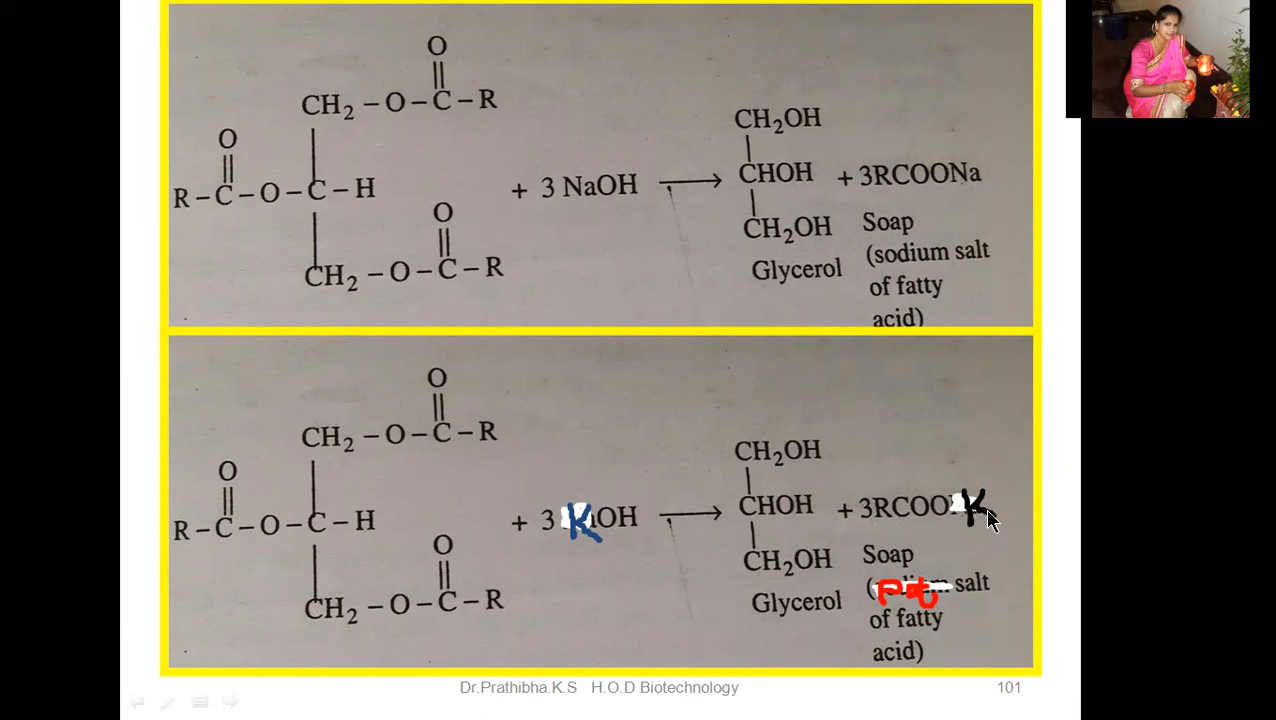 O
||
CH₂–O–C–R
O
||
R–C–O–C–H
O
||
CH₂–O–C–R
+ 3 NaOH ⟶
CH₂OH
CHOH + 3RCOONa
CH₂OH Soap
Glycerol (sodium salt
of fatty
acid)
O
||
CH₂–O–C–R
O
||
R–C–O–C–H
O
||
CH₂–O–C–R
+ 3 KOH ⟶
CH₂OH
CHOH + 3RCOOK
CH₂OH Soap
Glycerol (Pot salt
of fatty
acid)
Dr.Prathibha.K.S H.O.D Biotechnology 101